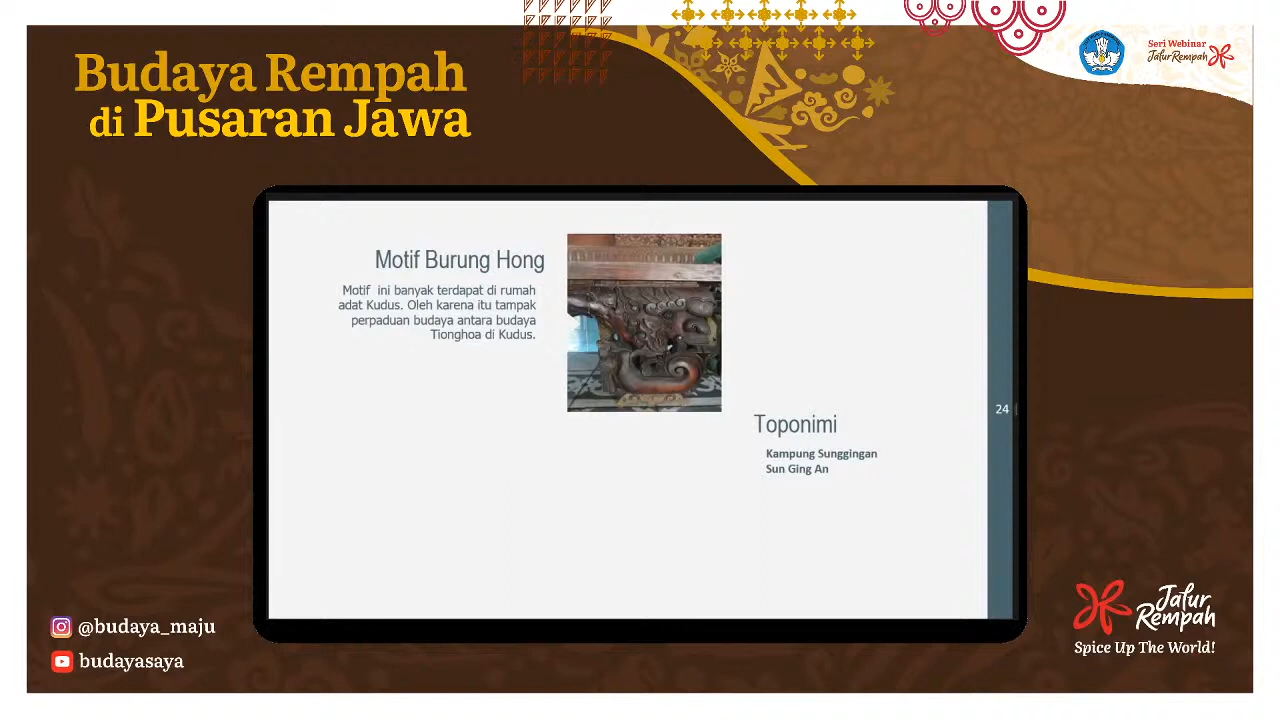 Budaya Rempah
di Pusaran Jawa
Seri Webinar
Jalur Rempah
Motif Burung Hong
Motif ini banyak terdapat di rumah
adat Kudus. Oleh karena itu tampak
perpaduan budaya antara budaya
Tionghoa di Kudus.
24
Toponimi
Kampung Sunggingan
Sun Ging An
@budaya_maju
budayasaya
Jalur
Rempah
Spice Up The World!